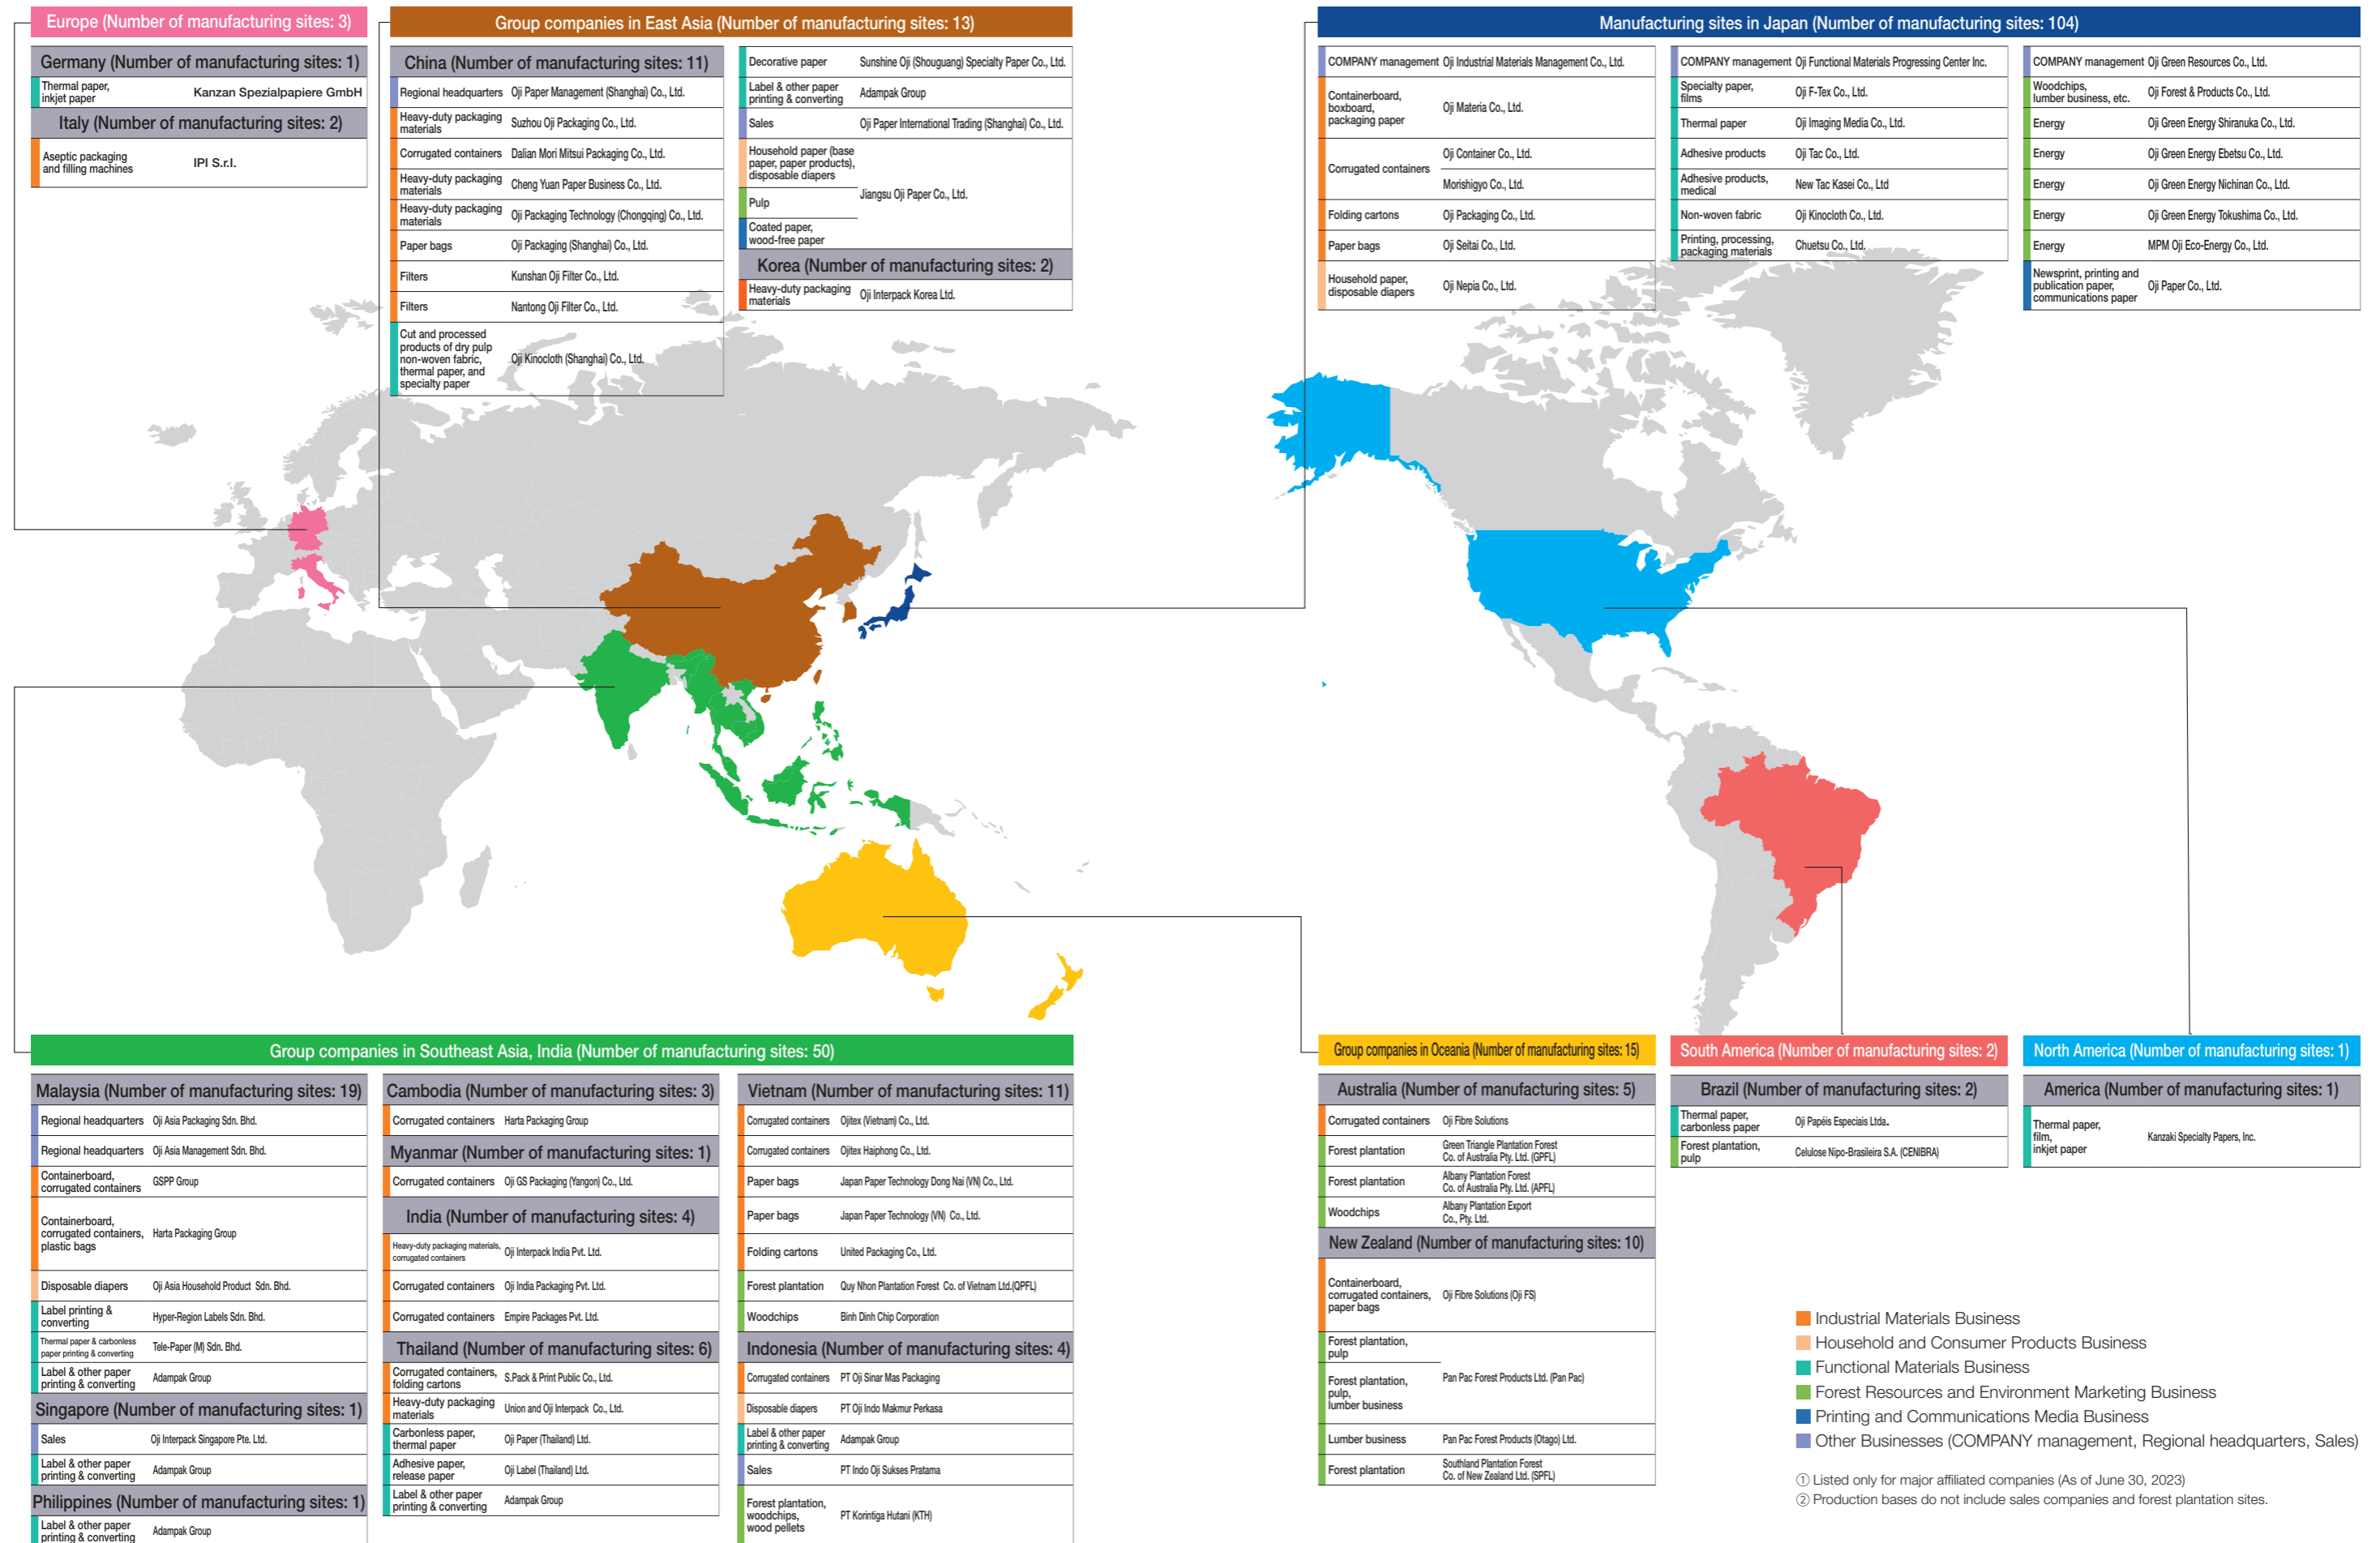 Europe (Number of manufacturing sites: 3)
Germany (Number of manufacturing sites: 1)
Thermal paper,
inkjet paper
Kanzan Spezialpapiere GmbH
Italy (Number of manufacturing sites: 2)
Aseptic packaging
and filling machines
IPI S.r.l.
Group companies in East Asia (Number of manufacturing sites: 13)
China (Number of manufacturing sites: 11)
Regional headquarters Oji Paper Management (Shanghai) Co., Ltd.
Heavy-duty packaging
materials
Suzhou Oji Packaging Co., Ltd.
Corrugated containers Dalian Mori Mitsui Packaging Co., Ltd.
Heavy-duty packaging
materials
Cheng Yuan Paper Business Co., Ltd.
Heavy-duty packaging
materials
Oji Packaging Technology (Chongqing) Co., Ltd.
Paper bags Oji Packaging (Shanghai) Co., Ltd.
Filters Kunshan Oji Filter Co., Ltd.
Filters Nantong Oji Filter Co., Ltd.
Cut and processed
products of dry pulp
non-woven fabric,
thermal paper, and
specialty paper
Oji Kinocloth (Shanghai) Co., Ltd.
Decorative paper Sunshine Oji (Shouguang) Specialty Paper Co., Ltd.
Label & other paper
printing & converting
Adampak Group
Sales Oji Paper International Trading (Shanghai) Co., Ltd.
Household paper (base
paper, paper products),
disposable diapers
Pulp
Coated paper,
wood-free paper
Jiangsu Oji Paper Co., Ltd.
Korea (Number of manufacturing sites: 2)
Heavy-duty packaging
materials
Oji Interpack Korea Ltd.
Manufacturing sites in Japan (Number of manufacturing sites: 104)
COMPANY management Oji Industrial Materials Management Co., Ltd.
Containerboard,
boxboard,
packaging paper
Oji Materia Co., Ltd.
Corrugated containers
Oji Container Co., Ltd.
Morishigyo Co., Ltd.
Folding cartons Oji Packaging Co., Ltd.
Paper bags Oji Seitai Co., Ltd.
Household paper,
disposable diapers
Oji Nepia Co., Ltd.
COMPANY management Oji Functional Materials Progressing Center Inc.
Specialty paper,
films
Oji F-Tex Co., Ltd.
Thermal paper Oji Imaging Media Co., Ltd.
Adhesive products Oji Tac Co., Ltd.
Adhesive products,
medical
New Tac Kasei Co., Ltd
Non-woven fabric Oji Kinocloth Co., Ltd.
Printing, processing,
packaging materials
Chuetsu Co., Ltd.
COMPANY management Oji Green Resources Co., Ltd.
Woodchips,
lumber business, etc.
Oji Forest & Products Co., Ltd.
Energy Oji Green Energy Shiranuka Co., Ltd.
Energy Oji Green Energy Ebetsu Co., Ltd.
Energy Oji Green Energy Nichinan Co., Ltd.
Energy Oji Green Energy Tokushima Co., Ltd.
Energy MPM Oji Eco-Energy Co., Ltd.
Newsprint, printing and
publication paper,
communications paper
Oji Paper Co., Ltd.
Group companies in Southeast Asia, India (Number of manufacturing sites: 50)
Malaysia (Number of manufacturing sites: 19)
Regional headquarters Oji Asia Packaging Sdn. Bhd.
Regional headquarters Oji Asia Management Sdn. Bhd.
Containerboard,
corrugated containers
GSPP Group
Containerboard,
corrugated containers,
plastic bags
Harta Packaging Group
Disposable diapers Oji Asia Household Product Sdn. Bhd.
Label printing &
converting
Hyper-Region Labels Sdn. Bhd.
Thermal paper & carbonless
paper printing & converting
Tele-Paper (M) Sdn. Bhd.
Label & other paper
printing & converting
Adampak Group
Singapore (Number of manufacturing sites: 1)
Sales Oji Interpack Singapore Pte. Ltd.
Label & other paper
printing & converting
Adampak Group
Philippines (Number of manufacturing sites: 1)
Label & other paper
printing & converting
Adampak Group
Cambodia (Number of manufacturing sites: 3)
Corrugated containers Harta Packaging Group
Myanmar (Number of manufacturing sites: 1)
Corrugated containers Oji GS Packaging (Yangon) Co., Ltd.
India (Number of manufacturing sites: 4)
Heavy-duty packaging materials,
corrugated containers
Oji Interpack India Pvt. Ltd.
Corrugated containers Oji India Packaging Pvt. Ltd.
Corrugated containers Empire Packages Pvt. Ltd.
Thailand (Number of manufacturing sites: 6)
Corrugated containers,
folding cartons
S.Pack & Print Public Co., Ltd.
Heavy-duty packaging
materials
Union and Oji Interpack Co., Ltd.
Carbonless paper,
thermal paper
Oji Paper (Thailand) Ltd.
Adhesive paper,
release paper
Oji Label (Thailand) Ltd.
Label & other paper
printing & converting
Adampak Group
Vietnam (Number of manufacturing sites: 11)
Corrugated containers Ojitex (Vietnam) Co., Ltd.
Corrugated containers Ojitex Haiphong Co., Ltd.
Paper bags Japan Paper Technology Dong Nai (VN) Co., Ltd.
Paper bags Japan Paper Technology (VN) Co., Ltd.
Folding cartons United Packaging Co., Ltd.
Forest plantation Quy Nhon Plantation Forest Co. of Vietnam Ltd.(QPFL)
Woodchips Binh Dinh Chip Corporation
Indonesia (Number of manufacturing sites: 4)
Corrugated containers PT Oji Sinar Mas Packaging
Disposable diapers PT Oji Indo Makmur Perkasa
Label & other paper
printing & converting
Adampak Group
Sales PT Indo Oji Sukses Pratama
Forest plantation,
woodchips,
wood pellets
PT Korintiga Hutani (KTH)
Group companies in Oceania (Number of manufacturing sites: 15)
Australia (Number of manufacturing sites: 5)
Corrugated containers Oji Fibre Solutions
Forest plantation
Green Triangle Plantation Forest
Co. of Australia Pty. Ltd. (GPFL)
Forest plantation
Albany Plantation Forest
Co. of Australia Pty. Ltd. (APFL)
Woodchips
Albany Plantation Export
Co., Pty. Ltd.
New Zealand (Number of manufacturing sites: 10)
Containerboard,
corrugated containers,
paper bags
Oji Fibre Solutions (Oji FS)
Forest plantation,
pulp
Forest plantation,
pulp,
lumber business
Pan Pac Forest Products Ltd. (Pan Pac)
Lumber business Pan Pac Forest Products (Otago) Ltd.
Forest plantation
Southland Plantation Forest
Co. of New Zealand Ltd. (SPFL)
South America (Number of manufacturing sites: 2)
Brazil (Number of manufacturing sites: 2)
Thermal paper,
carbonless paper
Oji Papéis Especiais Ltda.
Forest plantation,
pulp
Celulose Nipo-Brasileira S.A. (CENIBRA)
North America (Number of manufacturing sites: 1)
America (Number of manufacturing sites: 1)
Thermal paper,
film,
inkjet paper
Kanzaki Specialty Papers, Inc.
Industrial Materials Business
Household and Consumer Products Business
Functional Materials Business
Forest Resources and Environment Marketing Business
Printing and Communications Media Business
Other Businesses (COMPANY management, Regional headquarters, Sales)
① Listed only for major affiliated companies (As of June 30, 2023)
② Production bases do not include sales companies and forest plantation sites.